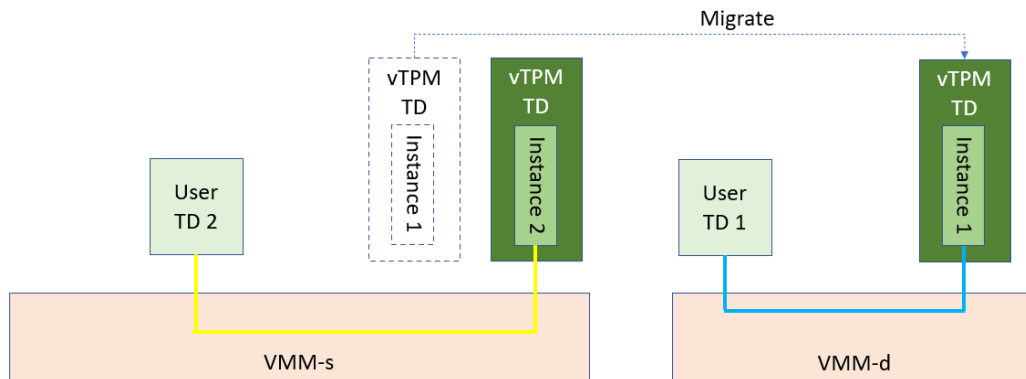 Migrate
vTPM
TD
Instance 1
vTPM
TD
Instance 2
vTPM
TD
Instance 1
User
TD 2
User
TD 1
VMM-s
VMM-d